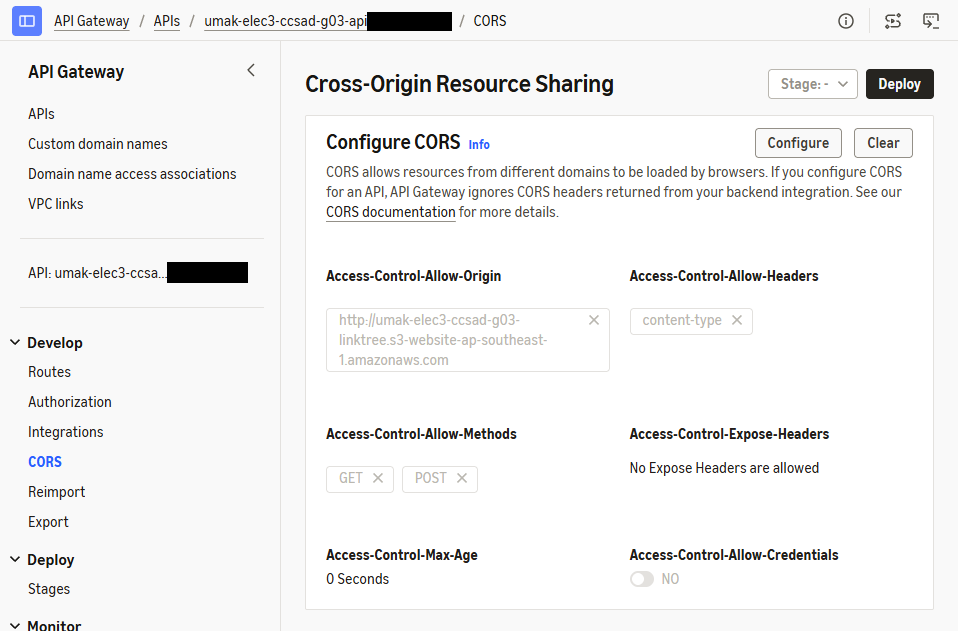 API Gateway / APIs / umak-elec3-ccsad-g03-api / CORS
API Gateway
APIs
Custom domain names
Domain name access associations
VPC links
API: umak-elec3-ccsa...
Develop
Routes
Authorization
Integrations
CORS
Reimport
Export
Deploy
Stages
Monitor
Cross-Origin Resource Sharing
Stage: -
Deploy
Configure CORS Info
Configure
Clear
CORS allows resources from different domains to be loaded by browsers. If you configure CORS
for an API, API Gateway ignores CORS headers returned from your backend integration. See our
CORS documentation for more details.
Access-Control-Allow-Origin
http://umak-elec3-ccsad-g03-
linktree.s3-website-ap-southeast-
1.amazonaws.com
Access-Control-Allow-Headers
content-type
Access-Control-Allow-Methods
GET
POST
Access-Control-Expose-Headers
No Expose Headers are allowed
Access-Control-Max-Age
0 Seconds
Access-Control-Allow-Credentials
NO